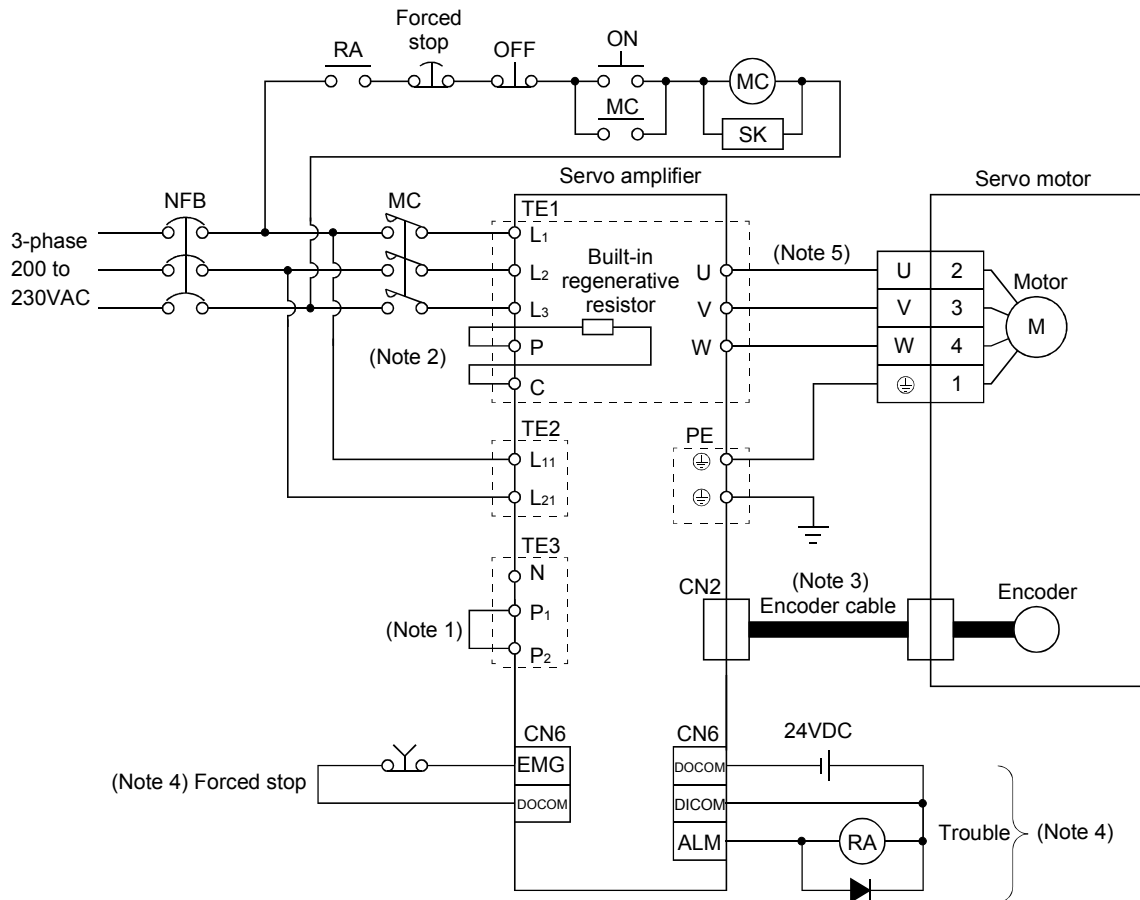 Forced
stop
RA
OFF
ON
MC
MC
SK
Servo amplifier
Servo motor
NFB
MC
TE1
3-phase
200 to
230VAC
L1
L2
L3
Built-in
regenerative
resistor
(Note 2)
P
C
U
V
W
(Note 5)
U 2
V 3
W 4
1
Motor
M
TE2
L11
L21
PE
TE3
N
P1
P2
(Note 1)
CN2
(Note 3)
Encoder cable
Encoder
CN6
EMG
DOCOM
(Note 4) Forced stop
CN6
DOCOM
DICOM
ALM
24VDC
RA
Trouble
(Note 4)